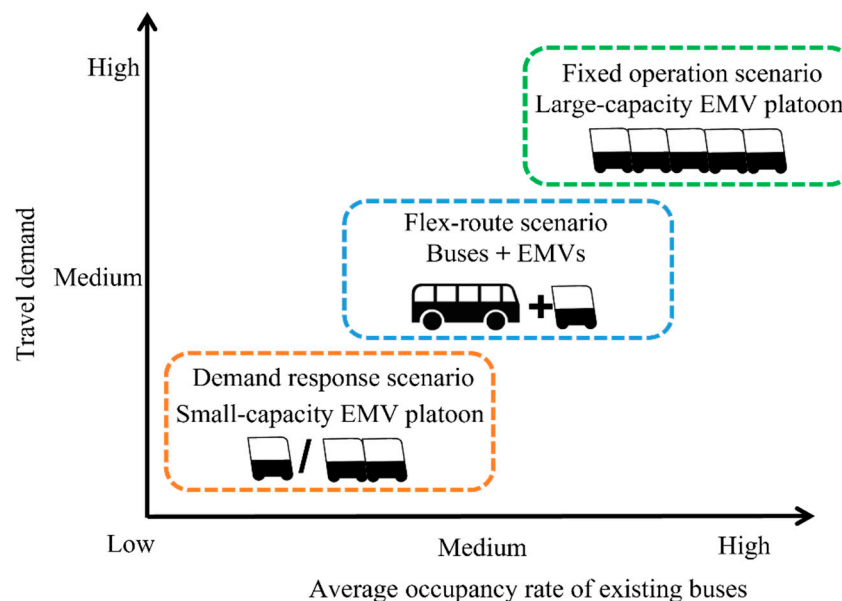 High
Fixed operation scenario
Large-capacity EMV platoon
Flex-route scenario
Buses + EMVs
Medium
Travel demand
Demand response scenario
Small-capacity EMV platoon
/
Low
Medium
High
Average occupancy rate of existing buses